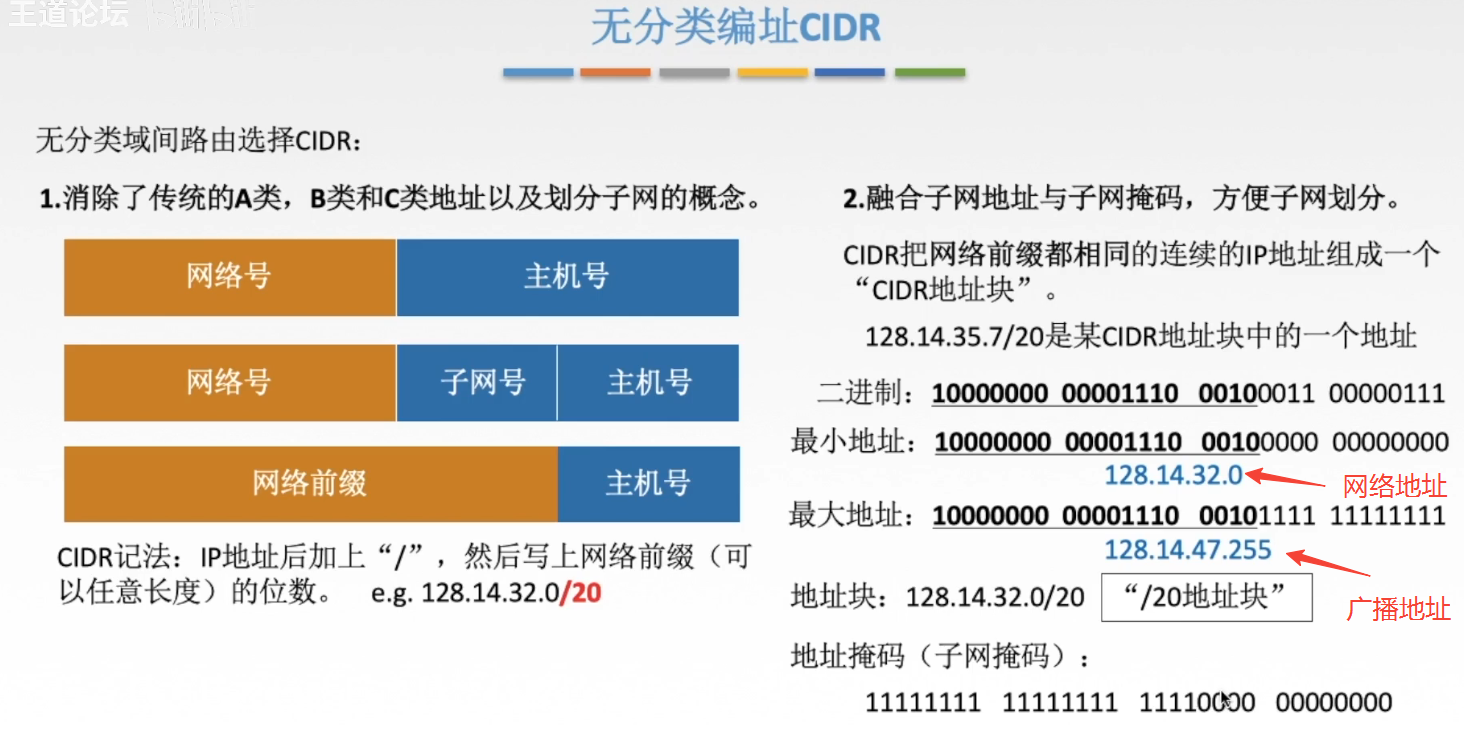 王道论坛
无分类编址CIDR
无分类域间路由选择CIDR：
1.消除了传统的A类，B类和C类地址以及划分子网的概念。
网络号 主机号
网络号 子网号 主机号
网络前缀 主机号
CIDR记法：IP地址后加上“/”，然后写上网络前缀（可
以任意长度）的位数。 e.g. 128.14.32.0/20
2.融合子网地址与子网掩码，方便子网划分。
CIDR把网络前缀都相同的连续的IP地址组成一个
“CIDR地址块”。
128.14.35.7/20是某CIDR地址块中的一个地址
二进制：10000000 00001110 00100011 00000111
最小地址：10000000 00001110 00100000 00000000
128.14.32.0 网络地址
最大地址：10000000 00001110 00101111 11111111
128.14.47.255
地址块：128.14.32.0/20 “/20地址块” 广播地址
地址掩码（子网掩码）：
11111111 11111111 11110000 00000000